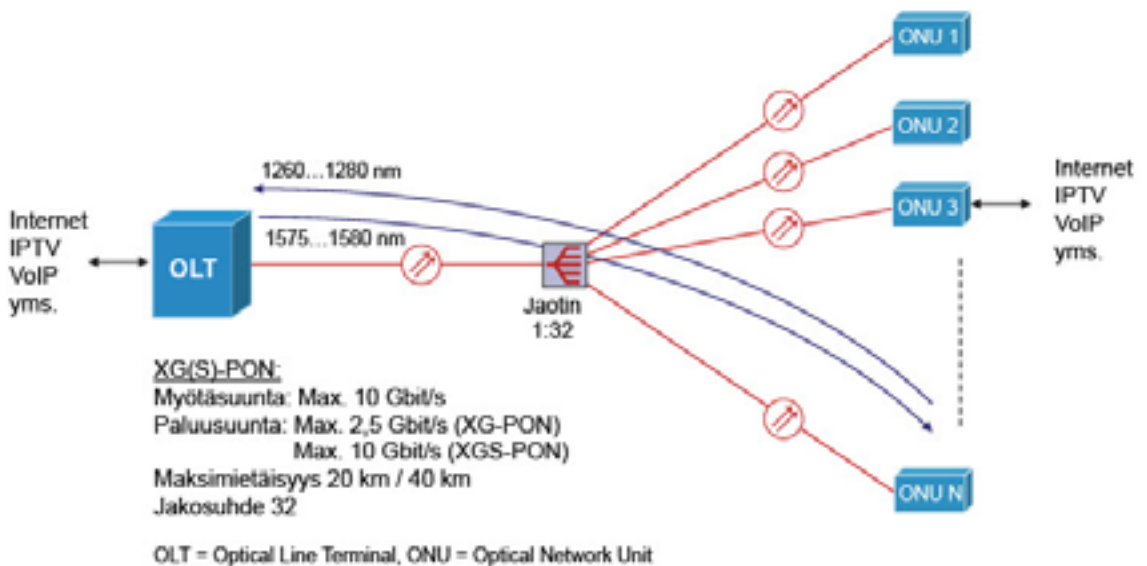 ONU 1
ONU 2
ONU 3
ONU N
1260...1280 nm
1575...1580 nm
Internet
IPTV
VoIP
yms.
OLT
Jaotin
1:32
Internet
IPTV
VoIP
yms.
XG(S)-PON:
Myötäsuunta: Max. 10 Gbit/s
Paluusuunta: Max. 2,5 Gbit/s (XG-PON)
Max. 10 Gbit/s (XGS-PON)
Maksimietäisyys 20 km / 40 km
Jakosuhde 32
OLT = Optical Line Terminal, ONU = Optical Network Unit